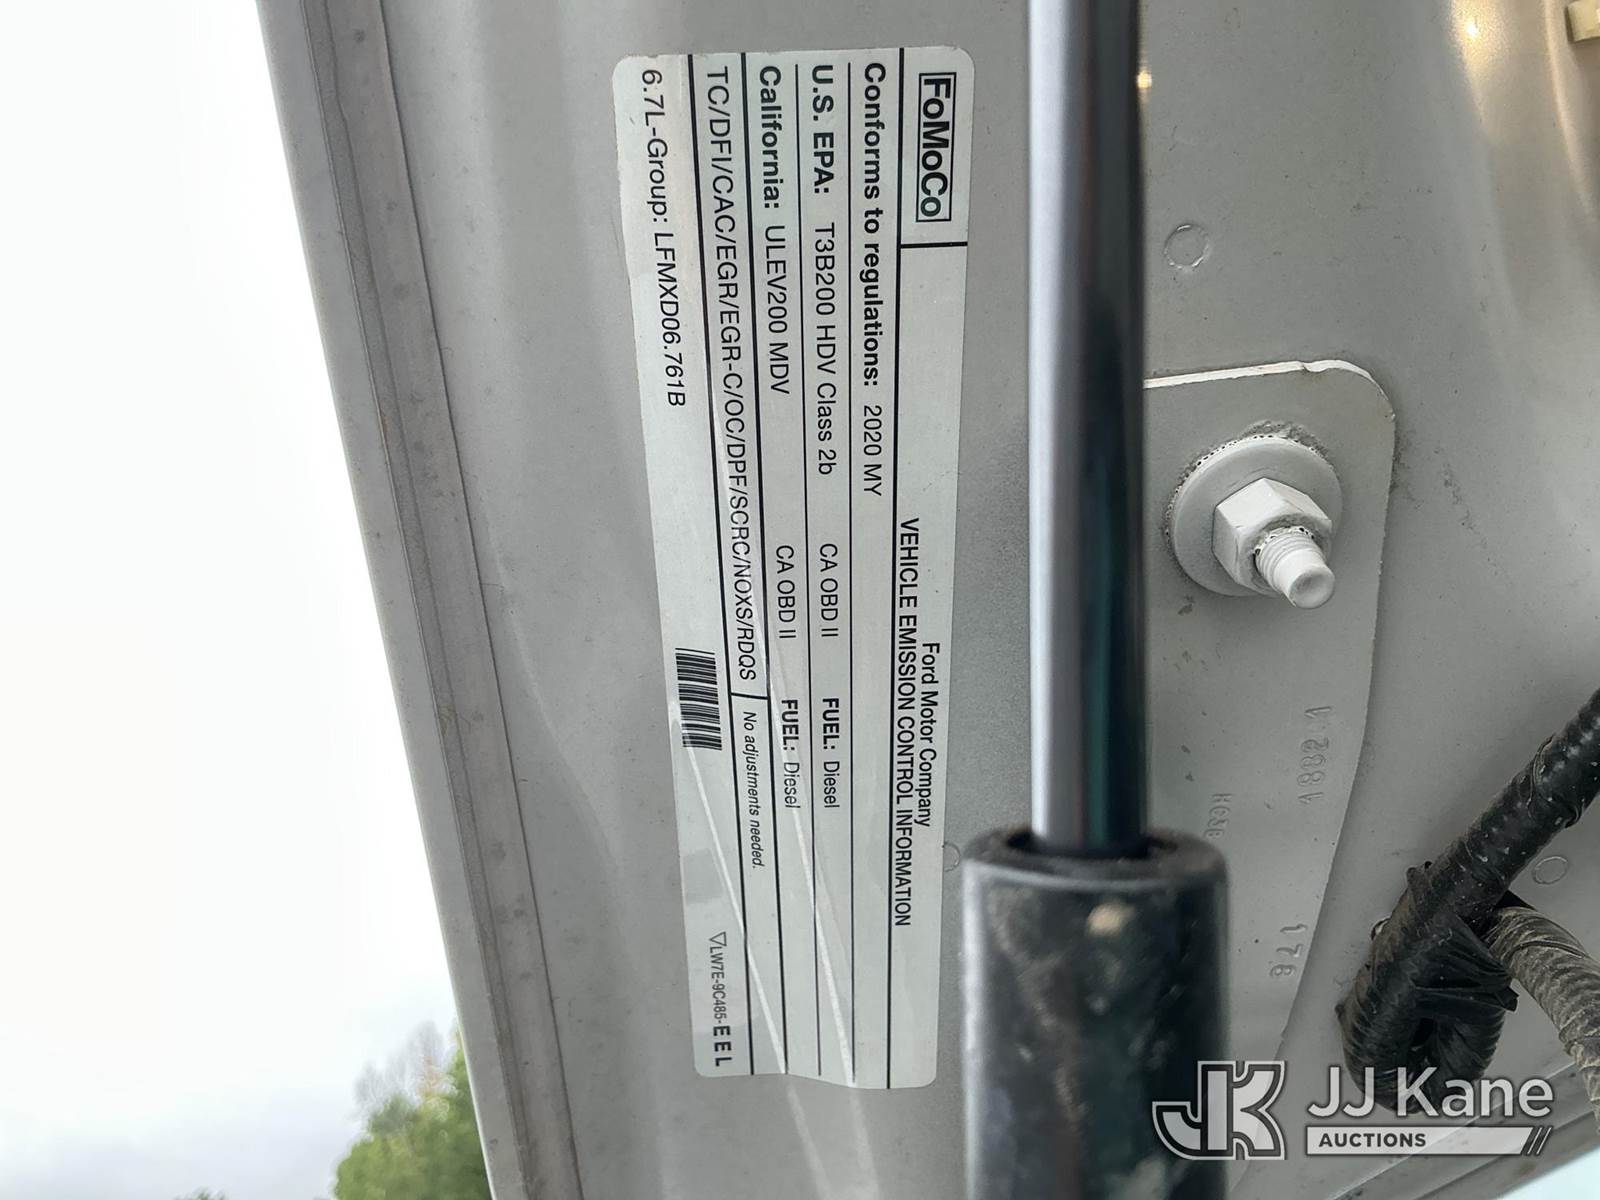 FoMoCo
Ford Motor Company
VEHICLE EMISSION CONTROL INFORMATION
Conforms to regulations: 2020 MY
U.S. EPA: T3B200 HDV Class 2b CA OBD II FUEL: Diesel
California: ULEV200 MDV CA OBD II FUEL: Diesel
TC/DFI/CAC/EGR/EGR-C/OC/DPF/SCRC/NOXS/RDQS No adjustments needed.
6.7L-Group: LFMXD06.761B
LW7E-9C485-EEL
178
JK JJ Kane
AUCTIONS